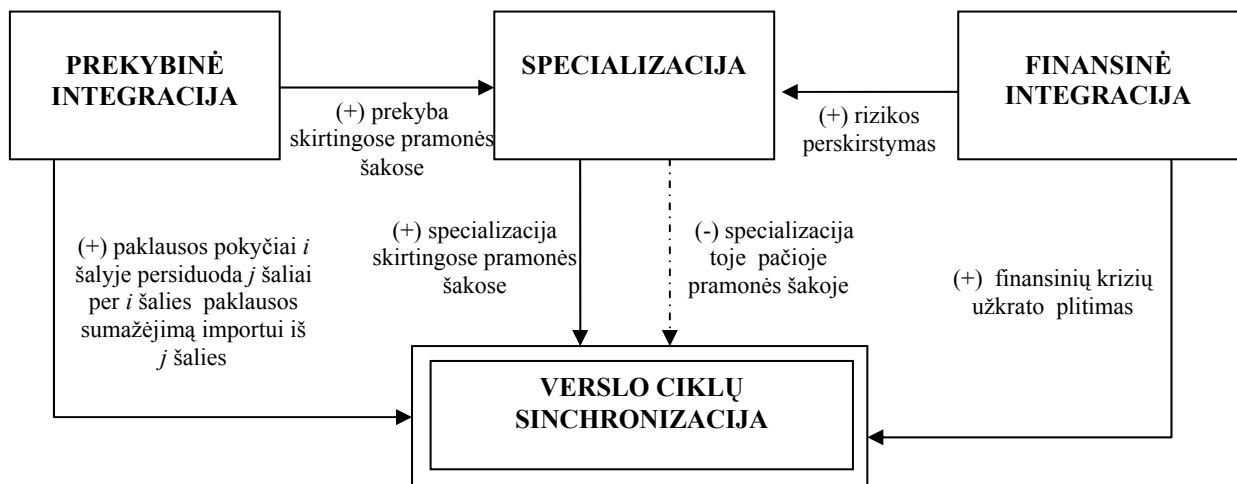 PREKYBINĖ
INTEGRACIJA
SPECIALIZACIJA
FINANSINĖ
INTEGRACIJA
(+) prekyba
skirtingose pramonės
šakose
(+) rizikos
perskirstymas
(+) paklausos pokyčiai i
šalyje persiduoda j šaliai
per i šalies paklausos
sumažėjimą importui iš
j šalies
(+) specializacija
skirtingose pramonės
šakose
(-) specializacija
toje pačioje
pramonės šakoje
(+) finansinių krizių
užkrato plitimas
VERSLO CIKLŲ
SINCHRONIZACIJA